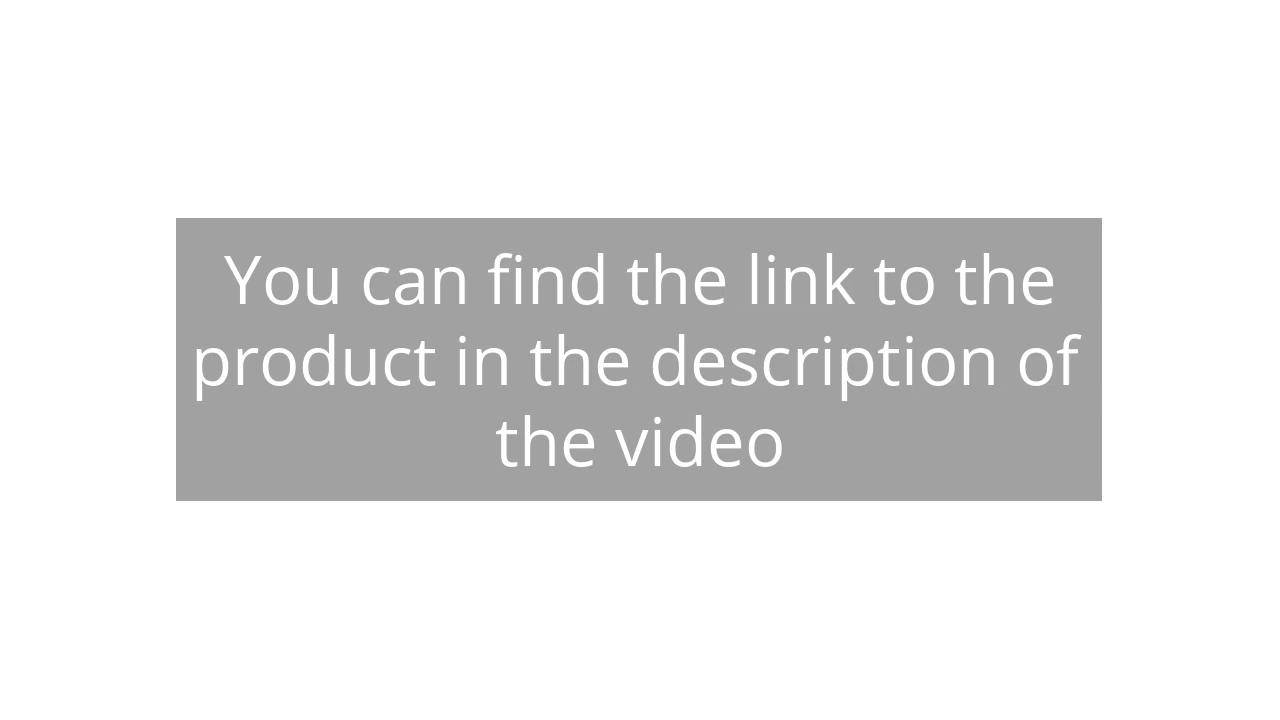 You can find the link to the
product in the description of
the video